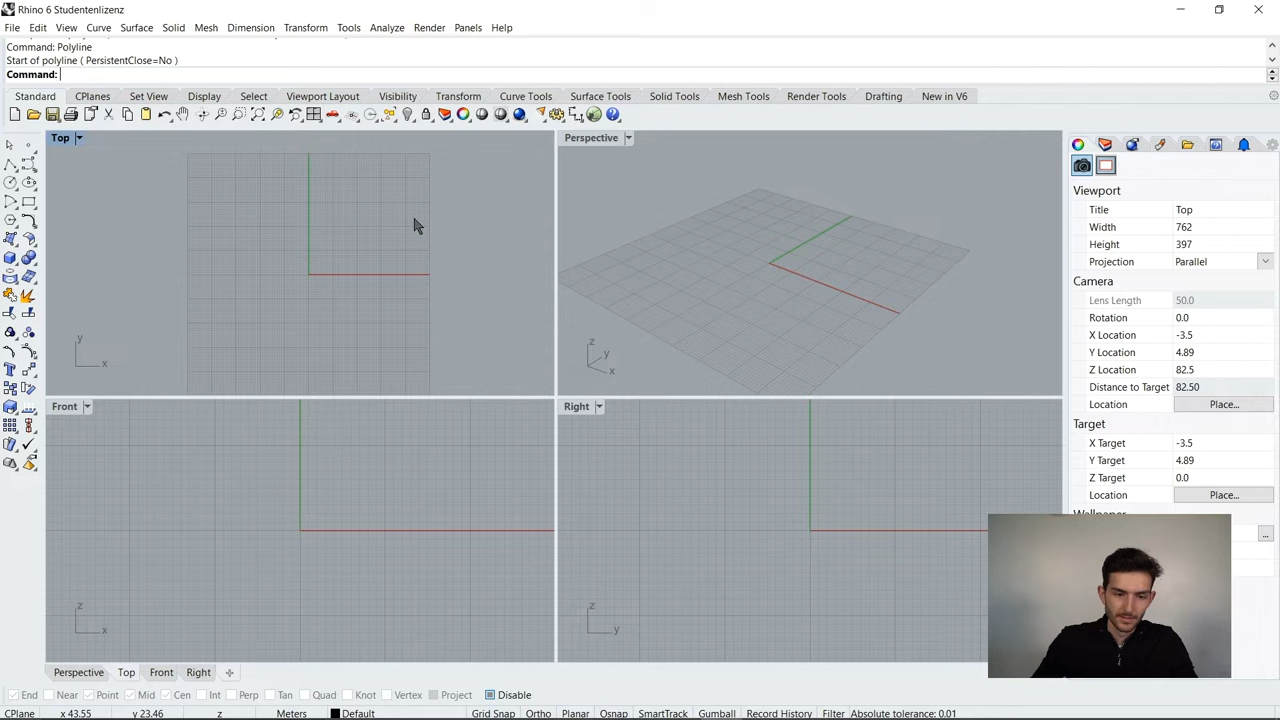 Rhino 6 Studentenlizenz
File Edit View Curve Surface Solid Mesh Dimension Transform Tools Analyze Render Panels Help
Command: Polyline
Start of polyline ( PersistentClose=No )
Command:
Standard CPlanes Set View Display Select Viewport Layout Visibility Transform Curve Tools Surface Tools Solid Tools Mesh Tools Render Tools Drafting New in V6
Top
Perspective
Viewport
Title Top
Width 762
Height 397
Projection Parallel
Camera
Lens Length 50.0
Rotation 0.0
X Location -3.5
Y Location 4.89
Z Location 82.5
Distance to Target 82.50
Location Place...
Target
X Target -3.5
Y Target 4.89
Z Target 0.0
Location Place...
y
x
z
y
x
Front
Right
...
z
x
z
y
Perspective Top Front Right
End Near Point Mid Cen Int Perp Tan Quad Knot Vertex Project Disable
CPlane x 43.55 y 23.46 z Meters Default Grid Snap Ortho Planar Osnap SmartTrack Gumball Record History Filter Absolute tolerance: 0.01